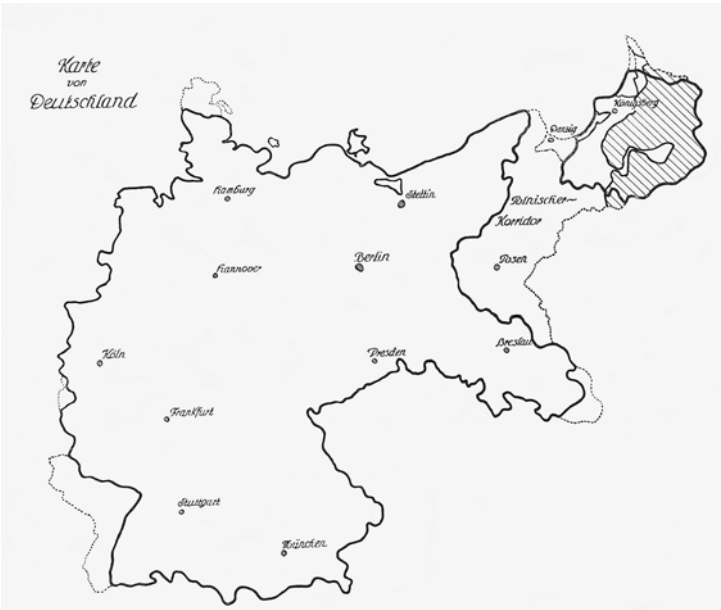 Karte
von
Deutschland
Königsberg
Danzig
Hamburg
Stettin
Polnischer-
Korridor
Berlin
Hannover
Posen
Breslau
Köln
Dresden
Frankfurt
Stuttgart
München